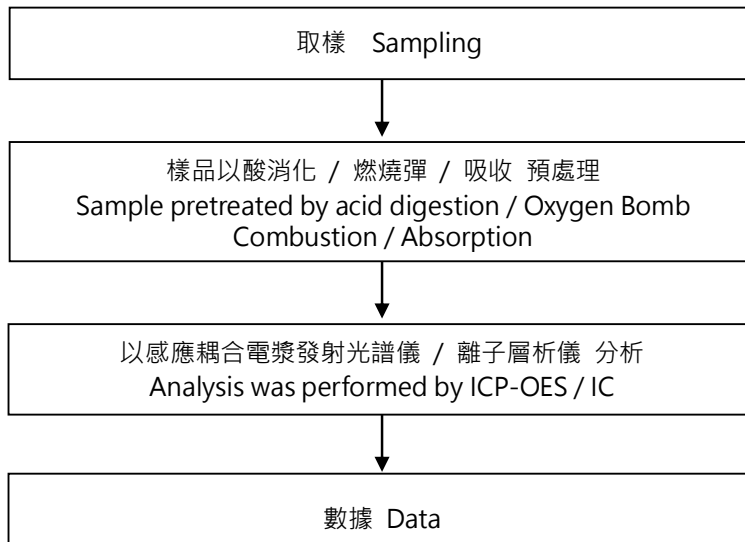 取樣 Sampling
樣品以酸消化 / 燃燒彈 / 吸收 預處理
Sample pretreated by acid digestion / Oxygen Bomb
Combustion / Absorption
以感應耦合電漿發射光譜儀 / 離子層析儀 分析
Analysis was performed by ICP-OES / IC
數據 Data